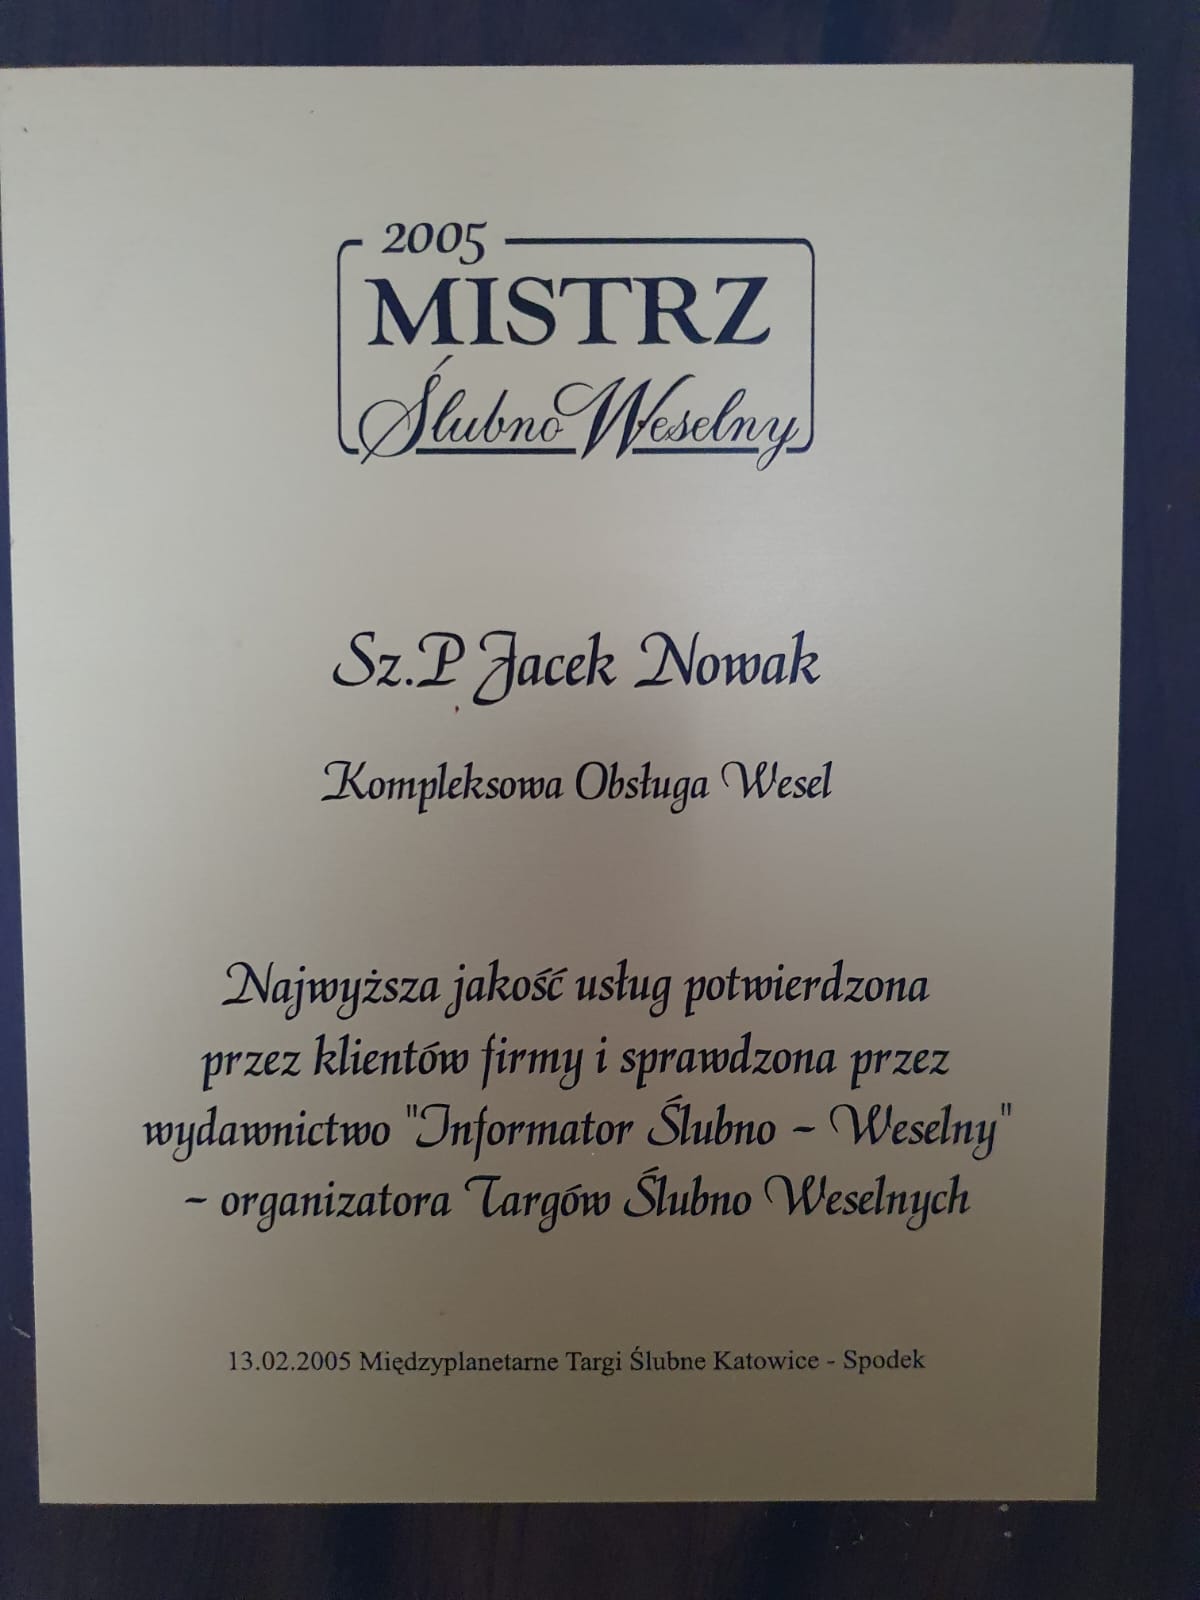 2005
MISTRZ
Ślubno Weselny
Sz.P Jacek Nowak
Kompleksowa Obsługa Wesel
Najwyższa jakość usług potwierdzona
przez klientów firmy i sprawdzona przez
wydawnictwo "Informator Ślubno - Weselny"
- organizatora Targów Ślubno Weselnych
13.02.2005 Międzyplanetarne Targi Ślubne Katowice - Spodek